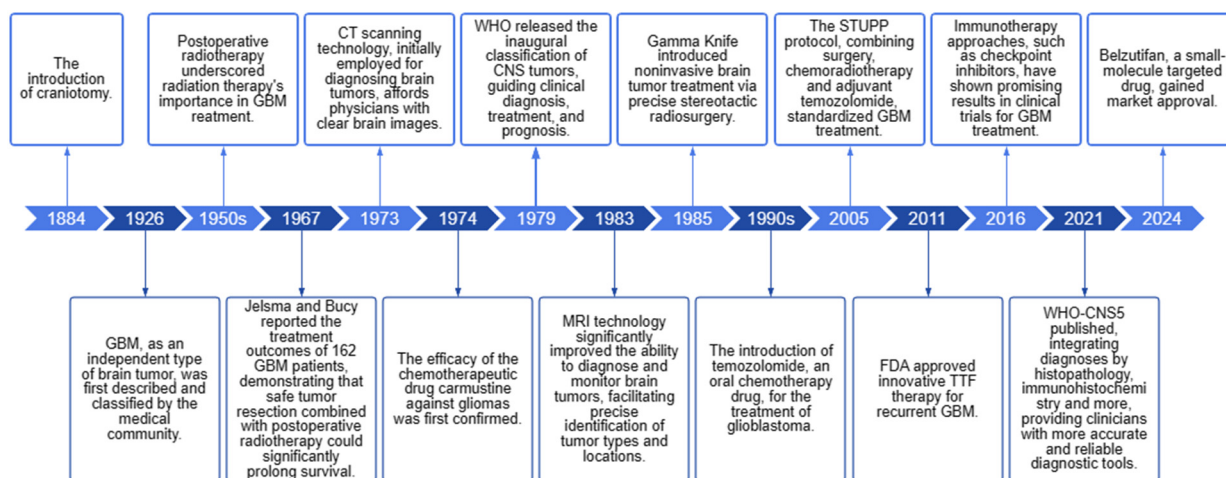 The
introduction
of craniotomy.
Postoperative
radiotherapy
underscored
radiation therapy's
importance in GBM
reatment.
CT scanning
technology, initially
employed for
diagnosing brain
tumors, affords
physicians with
clear brain images.
WHO released the
inaugural
classification of
CNS tumors,
guiding clinical
diagnosis,
treatment, and
prognosis.
Gamma Knife
introduced
noninvasive brain
tumor treatment via
precise stereotactic
radiosurgery.
The STUPP
protocol, combining
surgery,
chemoradiotherapy
and adjuvant
temozolomide,
standardized GBM
treatment.
Immunotherapy
approaches, such
as checkpoint
inhibitors, have
shown promising
results in clinical
trials for GBM
treatment.
Belzutifan, a small-
molecule targeted
drug, gained
market approval.
1884 1926 1950s 1967 1973 1974 1979 1983 1985 1990s 2005 2011 2016 2021 2024
GBM, as an
independent type
of brain tumor, was
first described and
classified by the
medical
community.
Jelsma and Bucy
reported the
treatment
outcomes of 162
GBM patients,
demonstrating that
safe tumor
resection combined
with postoperative
radiotherapy could
significantly
prolong survival.
The efficacy of the
chemotherapeutic
drug carmustine
against gliomas
was first confirmed.
MRI technology
significantly
improved the ability
to diagnose and
monitor brain
tumors, facilitating
precise
identification of
tumor types and
locations.
The introduction of
temozolomide, an
oral chemotherapy
drug, for the
treatment of
glioblastoma.
FDA approved
innovative TTF
therapy for
recurrent GBM.
WHO-CNS5
published,
integrating
diagnoses by
histopathology,
immunohistochemi
stry and more,
providing clinicians
with more accurate
and reliable
diagnostic tools.